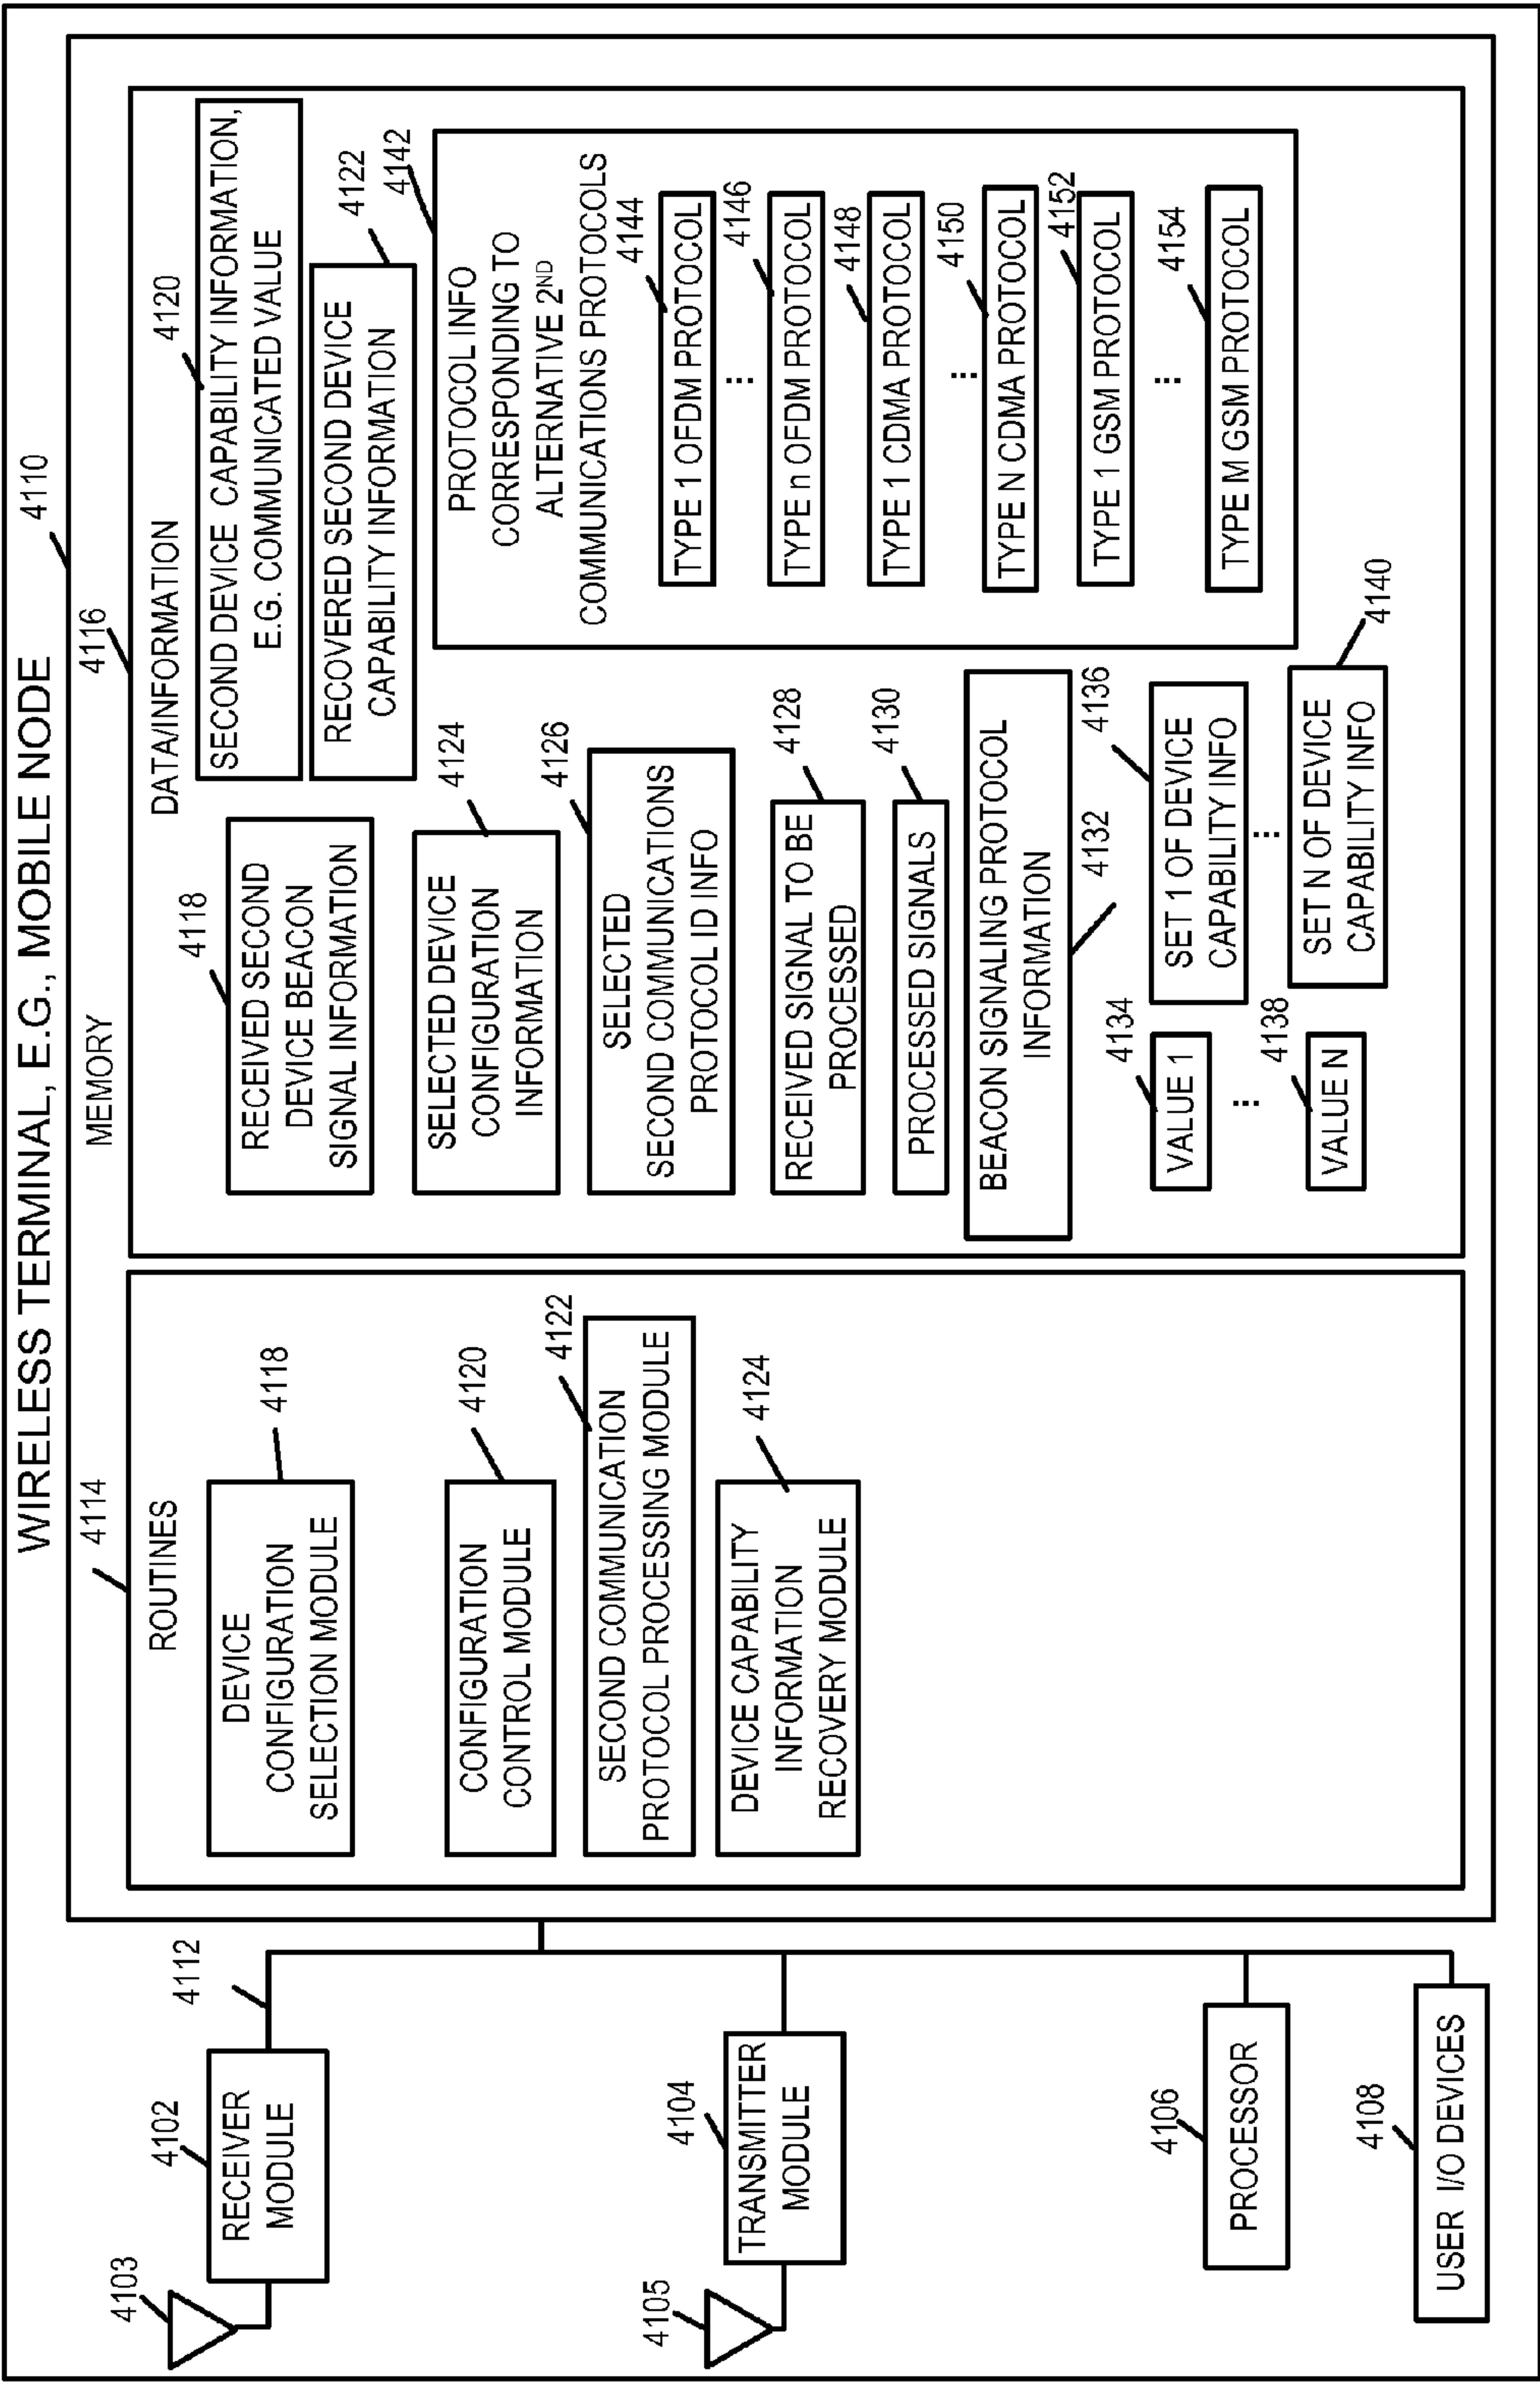 WIRELESS TERMINAL, E.G., MOBILE NODE
4110
4103
4102
RECEIVER
MODULE
4112
4105
4104
TRANSMITTER
MODULE
4106
PROCESSOR
4108
USER I/O DEVICES
MEMORY
4114
ROUTINES
DEVICE
CONFIGURATION
SELECTION MODULE
4118
CONFIGURATION
CONTROL MODULE
4120
SECOND COMMUNICATION
PROTOCOL PROCESSING MODULE
4122
DEVICE CAPABILITY
INFORMATION
RECOVERY MODULE
4124
4116
DATA/INFORMATION
4118
RECEIVED SECOND
DEVICE BEACON
SIGNAL INFORMATION
4120
SECOND DEVICE CAPABILITY INFORMATION,
E.G. COMMUNICATED VALUE
RECOVERED SECOND DEVICE
CAPABILITY INFORMATION
4122
SELECTED DEVICE
CONFIGURATION
INFORMATION
4124
SELECTED
SECOND COMMUNICATIONS
PROTOCOL ID INFO
4126
RECEIVED SIGNAL TO BE
PROCESSED
4128
PROCESSED SIGNALS
4130
BEACON SIGNALING PROTOCOL
INFORMATION
4132
4134
VALUE 1
...
4138
VALUE N
4136
SET 1 OF DEVICE
CAPABILITY INFO
...
SET N OF DEVICE
CAPABILITY INFO
4140
4142
PROTOCOL INFO
CORRESPONDING TO
ALTERNATIVE 2ND
COMMUNICATIONS PROTOCOLS
4144
TYPE 1 OFDM PROTOCOL
...
4146
TYPE n OFDM PROTOCOL
4148
TYPE 1 CDMA PROTOCOL
...
4150
TYPE N CDMA PROTOCOL
4152
TYPE 1 GSM PROTOCOL
...
4154
TYPE M GSM PROTOCOL